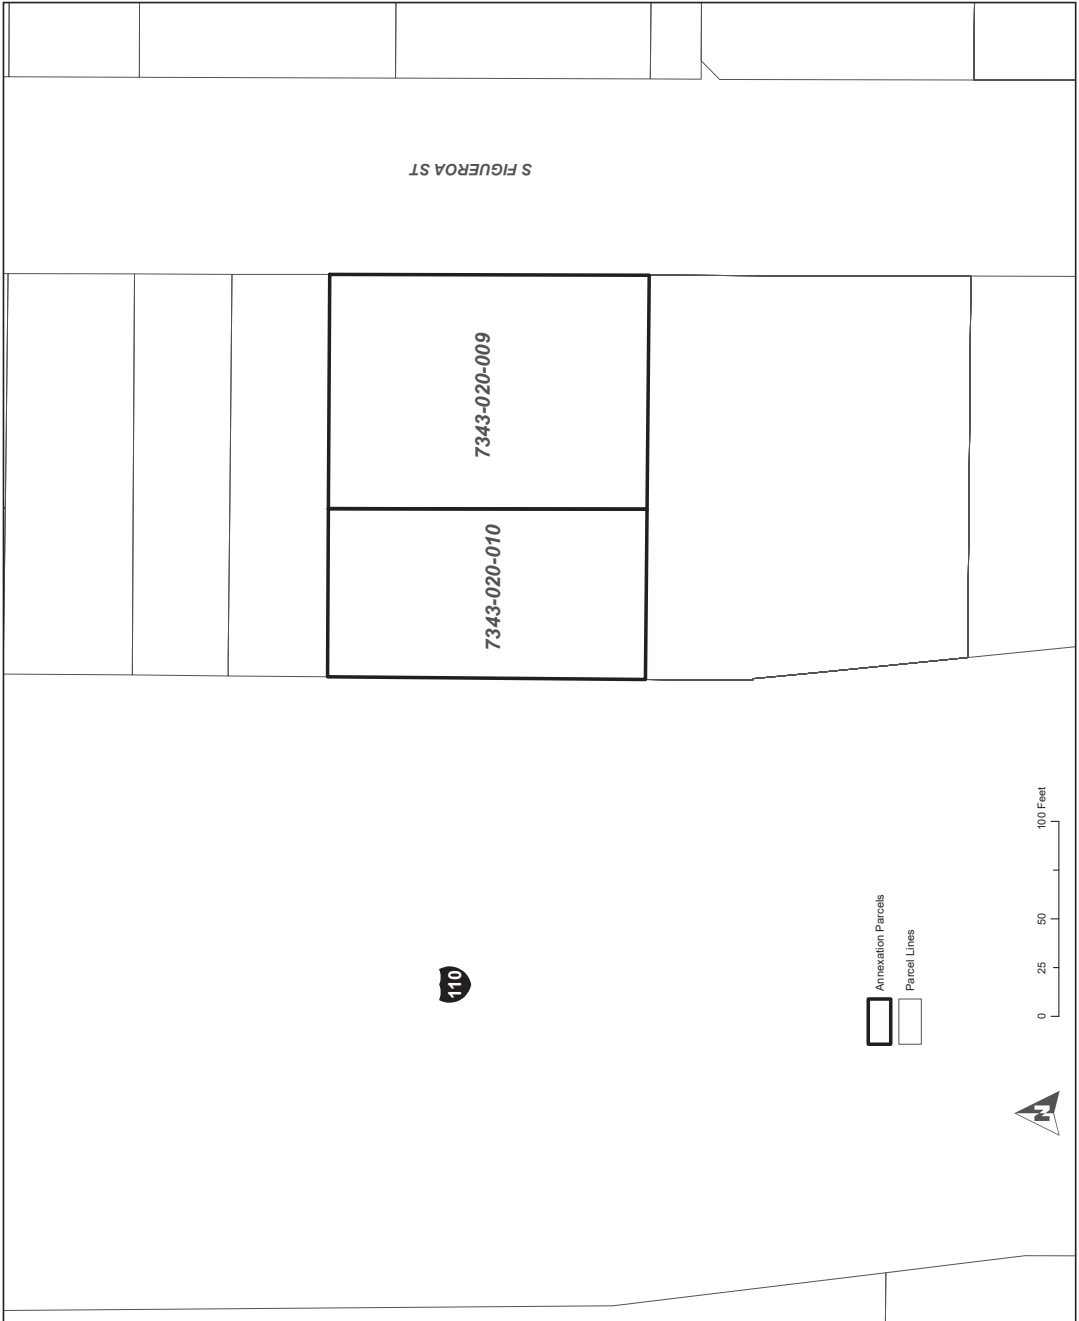 S FIGUEROA ST
7343-020-009
7343-020-010
110
Annexation Parcels
Parcel Lines
0 25 50 100 Feet
N